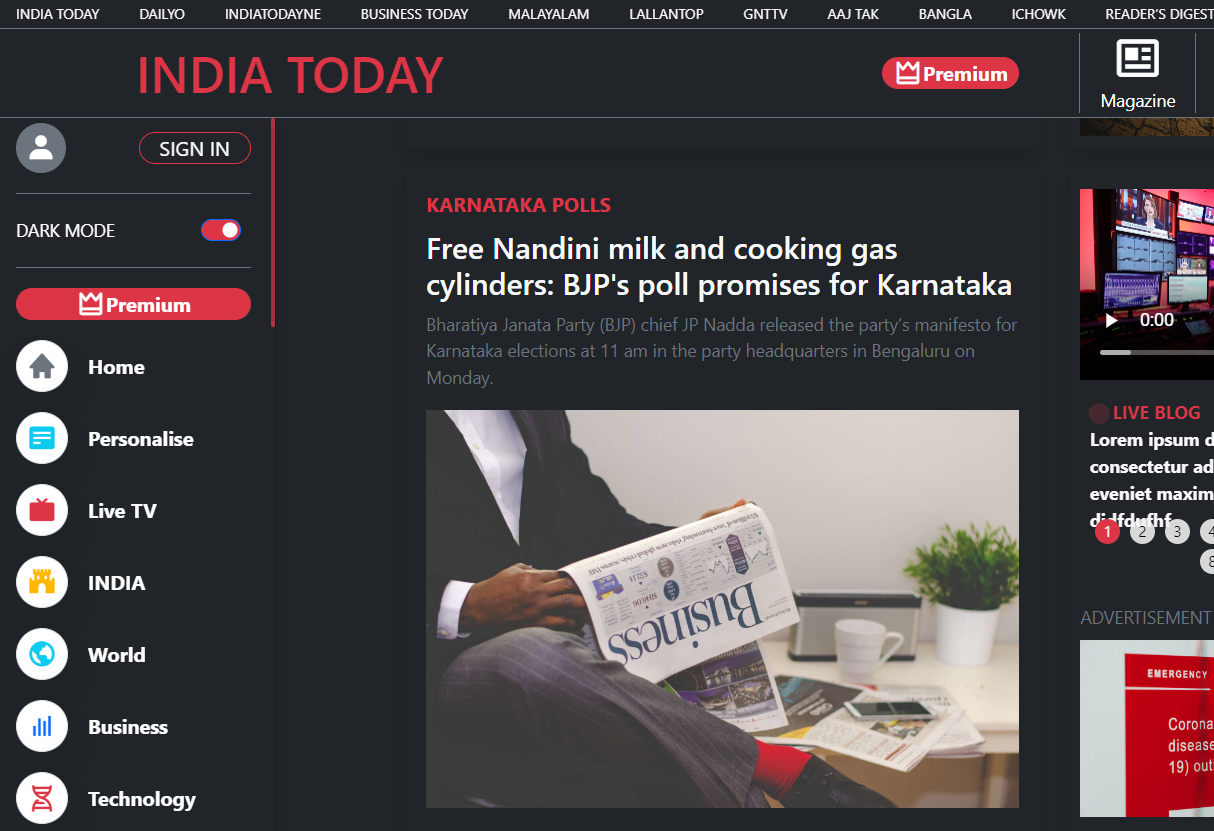 INDIA TODAY DAILYO INDIATODAYNE BUSINESS TODAY MALAYALAM LALLANTOP GNTTV AAJ TAK BANGLA ICHOWK READER'S DIGEST
INDIA TODAY
Premium
Magazine
SIGN IN
DARK MODE
Premium
Home
Personalise
Live TV
INDIA
World
Business
Technology
KARNATAKA POLLS
Free Nandini milk and cooking gas
cylinders: BJP's poll promises for Karnataka
Bharatiya Janata Party (BJP) chief JP Nadda released the party’s manifesto for
Karnataka elections at 11 am in the party headquarters in Bengaluru on
Monday.
Business
0:00
LIVE BLOG
Lorem ipsum d
consectetur ad
eveniet maxim
didfdufhf
1 2 3 4
8
ADVERTISEMENT
EMERGENCY
Corona
disease
19) out